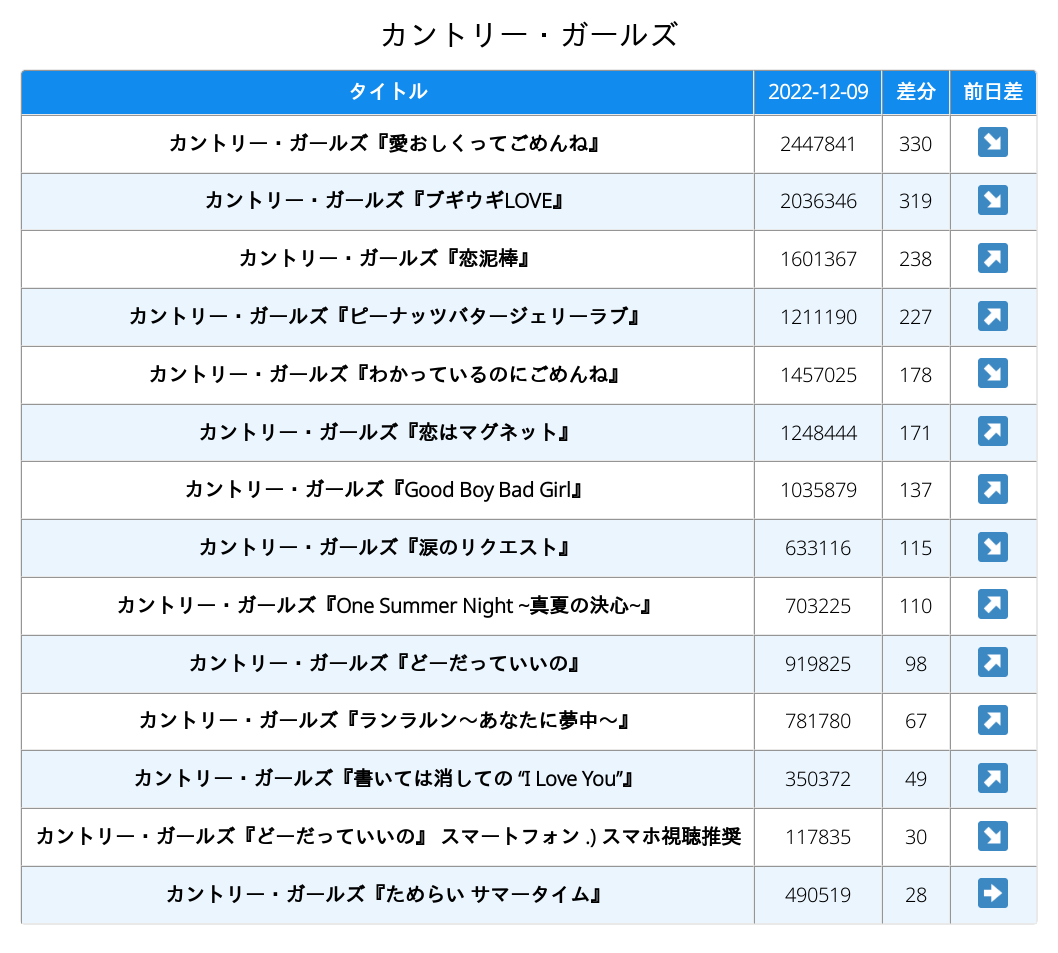 カントリー・ガールズ
タイトル 2022-12-09 差分 前日差
カントリー・ガールズ『愛おしくってごめんね』 2447841 330 ↘
カントリー・ガールズ『ブギウギLOVE』 2036346 319 ↘
カントリー・ガールズ『恋泥棒』 1601367 238 ↗
カントリー・ガールズ『ピーナッツバタージェリーラブ』 1211190 227 ↗
カントリー・ガールズ『わかっているのにごめんね』 1457025 178 ↘
カントリー・ガールズ『恋はマグネット』 1248444 171 ↗
カントリー・ガールズ『Good Boy Bad Girl』 1035879 137 ↗
カントリー・ガールズ『涙のリクエスト』 633116 115 ↘
カントリー・ガールズ『One Summer Night ~真夏の決心~』 703225 110 ↗
カントリー・ガールズ『どーだっていいの』 919825 98 ↗
カントリー・ガールズ『ランラルン〜あなたに夢中〜』 781780 67 ↗
カントリー・ガールズ『書いては消しての “I Love You”』 350372 49 ↗
カントリー・ガールズ『どーだっていいの』 スマートフォン .) スマホ視聴推奨 117835 30 ↘
カントリー・ガールズ『ためらい サマータイム』 490519 28 ➡